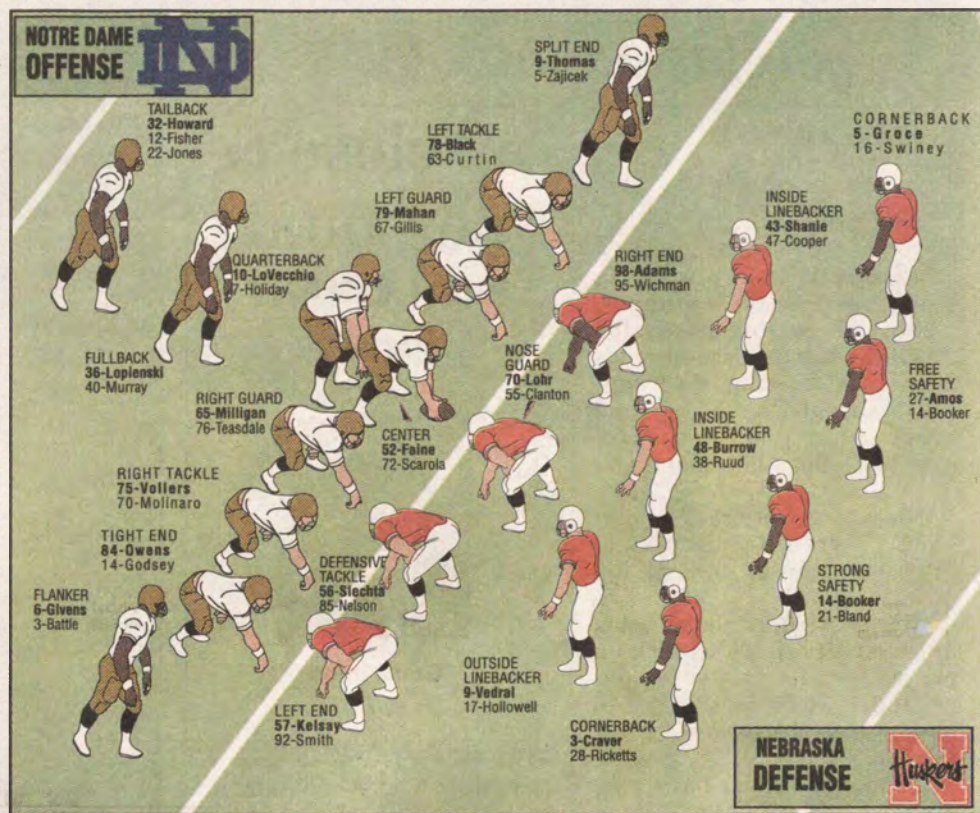 NOTRE DAME
OFFENSE
ND
SPLIT END
9-Thomas
5-Zajicek
TAILBACK
32-Howard
12-Fisher
22-Jones
LEFT TACKLE
78-Black
63-Curtin
CORNERBACK
5-Groce
16-Swiney
LEFT GUARD
79-Mahan
67-Gillis
INSIDE
LINEBACKER
43-Shanle
47-Cooper
QUARTERBACK
10-LoVecchio
7-Holiday
RIGHT END
98-Adams
95-Wichman
FULLBACK
36-Lopienski
40-Murray
NOSE
GUARD
70-Lohr
55-Clanton
FREE
SAFETY
27-Amos
14-Booker
RIGHT GUARD
65-Milligan
76-Teasdale
CENTER
52-Faine
72-Scarola
INSIDE
LINEBACKER
48-Burrow
38-Ruud
RIGHT TACKLE
75-Vollers
70-Molinaro
TIGHT END
84-Owens
14-Godsey
DEFENSIVE
TACKLE
56-Slechta
85-Nelson
STRONG
SAFETY
14-Booker
21-Bland
FLANKER
6-Givens
3-Battle
OUTSIDE
LINEBACKER
9-Vedral
17-Hollowell
LEFT END
57-Kelsay
92-Smith
CORNERBACK
3-Craver
28-Ricketts
NEBRASKA
DEFENSE
N
Huskers